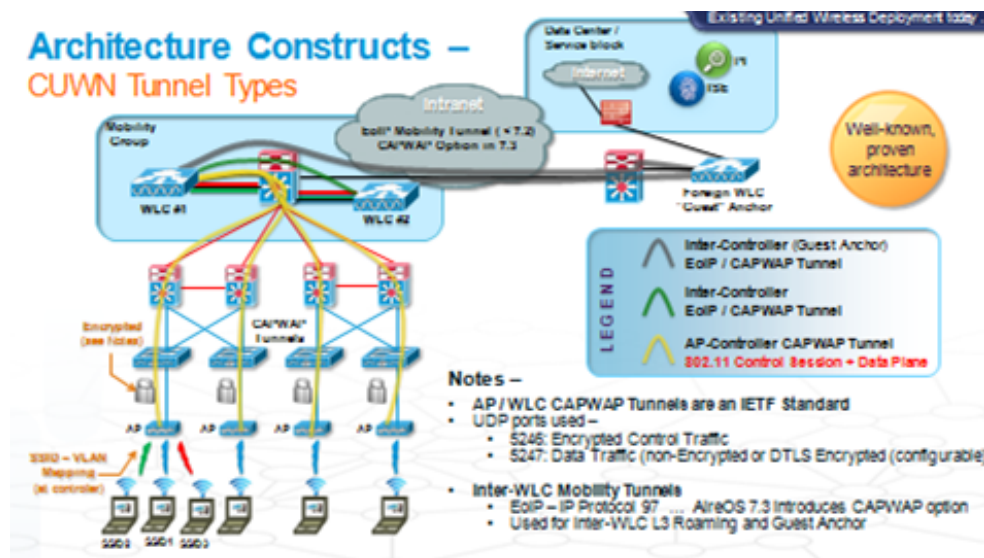 Existing Unified Wireless Deployment today
Architecture Constructs –
CUWN Tunnel Types
Data Center /
Service block
Internet
PI
ISE
Intranet
EoIP Mobility Tunnel ( < 7.2)
CAPWAP Option in 7.3
Mobility
Group
WLC #1
WLC #2
Foreign WLC
"Guest" Anchor
Well-known,
proven
architecture
LEGEND
Inter-Controller (Guest Anchor)
EoIP / CAPWAP Tunnel
Inter-Controller
EoIP / CAPWAP Tunnel
AP-Controller CAPWAP Tunnel
802.11 Control Session + Data Plane
Encrypted
(see Notes)
CAPWAP
Tunnels
AP
AP
AP
AP
SSID – VLAN
Mapping
(at controller)
SSID2
SSID1
SSID3
Notes –
• AP / WLC CAPWAP Tunnels are an IETF Standard
• UDP ports used –
• 5246: Encrypted Control Traffic
• 5247: Data Traffic (non-Encrypted or DTLS Encrypted (configurable)
• Inter-WLC Mobility Tunnels
• EoIP – IP Protocol 97 … AireOS 7.3 Introduces CAPWAP option
• Used for Inter-WLC L3 Roaming and Guest Anchor